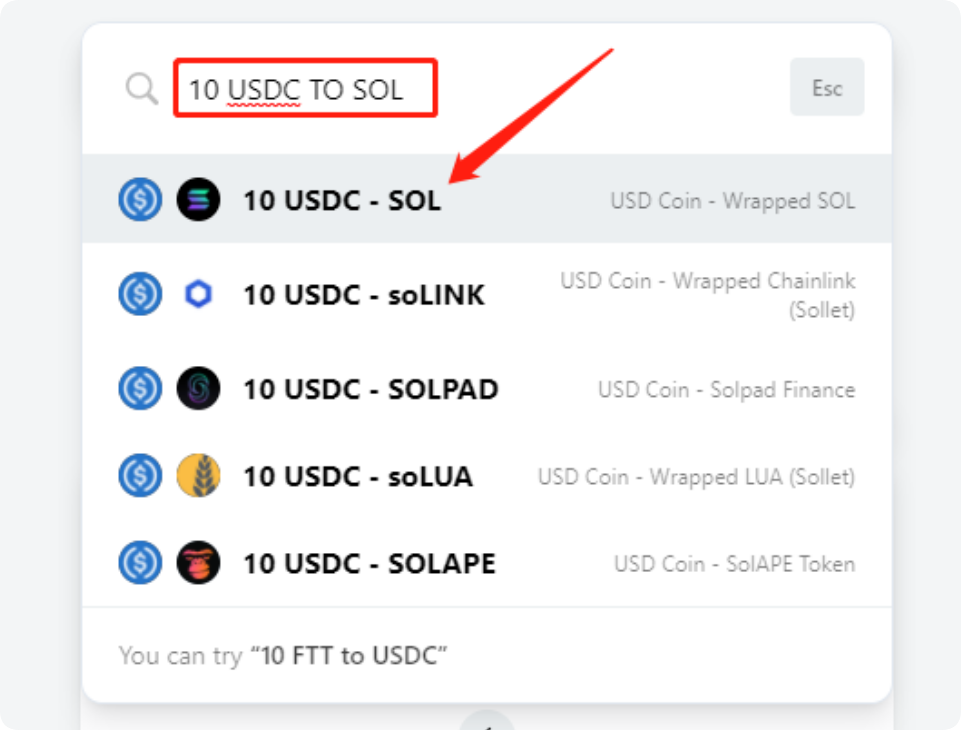 10 USDC TO SOL
Esc
10 USDC - SOL
USD Coin - Wrapped SOL
10 USDC - soLINK
USD Coin - Wrapped Chainlink
(Sollet)
10 USDC - SOLPAD
USD Coin - Solpad Finance
10 USDC - soLUA
USD Coin - Wrapped LUA (Sollet)
10 USDC - SOLAPE
USD Coin - SolAPE Token
You can try “10 FTT to USDC”